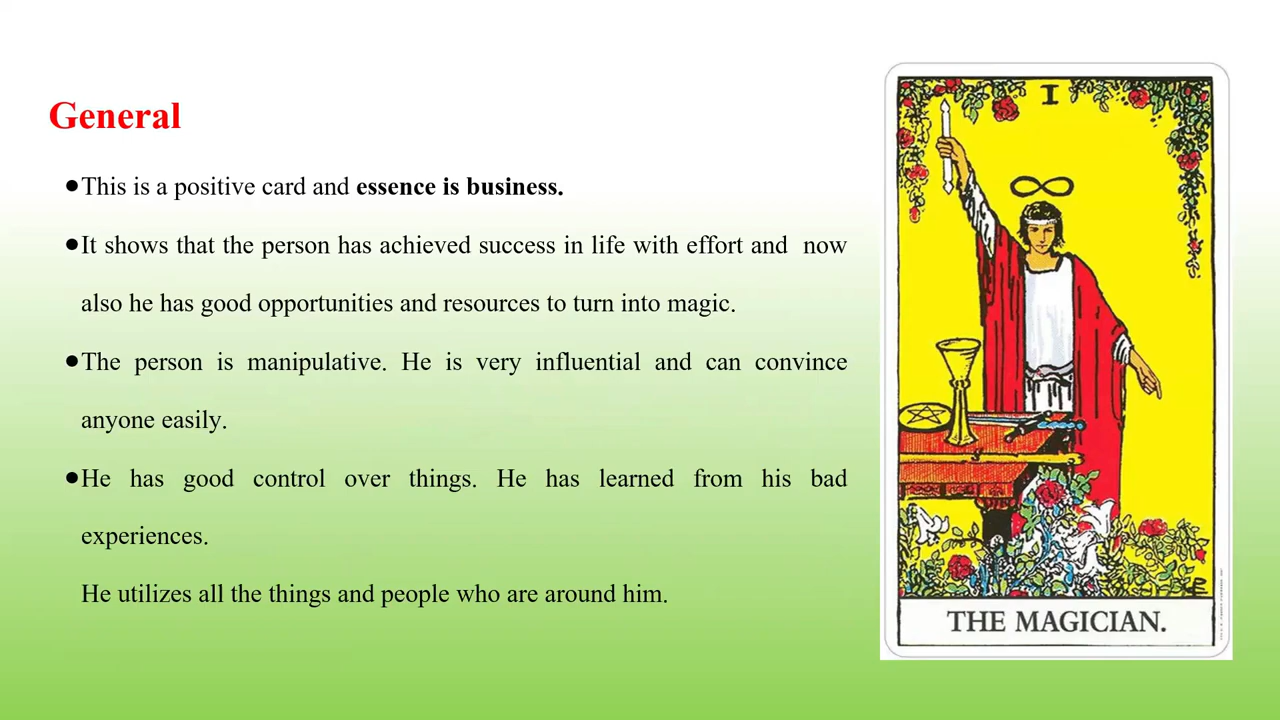 General
●This is a positive card and essence is business.
●It shows that the person has achieved success in life with effort and  now
also he has good opportunities and resources to turn into magic.
●The person is manipulative. He is very influential and can convince
anyone easily.
●He has good control over things. He has learned from his bad
experiences.
He utilizes all the things and people who are around him.
I
THE MAGICIAN.